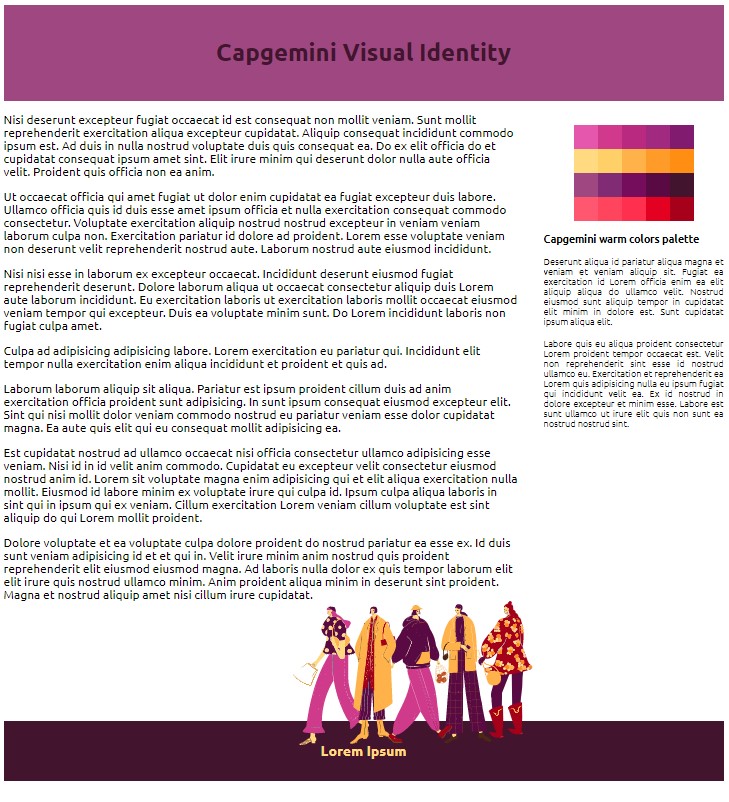 Capgemini Visual Identity
Nisi deserunt excepteur fugiat occaecat id est consequat non mollit veniam. Sunt mollit
reprehenderit exercitation aliqua excepteur cupidatat. Aliquip consequat incididunt commodo
ipsum est. Ad duis in nulla nostrud voluptate duis quis consequat ea. Do ex elit officia do et
cupidatat consequat ipsum amet sint. Elit irure minim qui deserunt dolor nulla aute officia
velit. Proident quis officia non ea anim.
Ut occaecat officia qui amet fugiat ut dolor enim cupidatat ea fugiat excepteur duis labore.
Ullamco officia quis id duis esse amet ipsum officia et nulla exercitation consequat commodo
consectetur. Voluptate exercitation aliquip nostrud nostrud excepteur in veniam veniam
laborum culpa non. Exercitation pariatur id dolore ad proident. Lorem esse voluptate veniam
non deserunt velit reprehenderit nostrud aute. Laborum nostrud aute eiusmod incididunt.
Nisi nisi esse in laborum ex excepteur occaecat. Incididunt deserunt eiusmod fugiat
reprehenderit deserunt. Dolore laborum aliqua ut occaecat consectetur aliquip duis Lorem
aute laborum incididunt. Eu exercitation laboris ut exercitation laboris mollit occaecat eiusmod
veniam tempor qui excepteur. Duis ea voluptate minim sunt. Do Lorem incididunt laboris non
fugiat culpa amet.
Culpa ad adipisicing adipisicing labore. Lorem exercitation eu pariatur qui. Incididunt elit
tempor nulla exercitation enim aliqua incididunt et proident et quis ad.
Laborum laborum aliquip sit aliqua. Pariatur est ipsum proident cillum duis ad anim
exercitation officia proident sunt adipisicing. In sunt ipsum consequat eiusmod excepteur elit.
Sint qui nisi mollit dolor veniam commodo nostrud eu pariatur veniam esse dolor cupidatat
magna. Ea aute quis elit qui eu consequat mollit adipisicing ea.
Est cupidatat nostrud ad ullamco occaecat nisi officia consectetur ullamco adipisicing esse
veniam. Nisi id in id velit anim commodo. Cupidatat eu excepteur velit consectetur eiusmod
nostrud anim id. Lorem sit voluptate magna enim adipisicing qui et elit aliqua exercitation nulla
mollit. Eiusmod id labore minim ex voluptate irure qui culpa id. Ipsum culpa aliqua laboris in
sint qui in ipsum qui ex veniam. Cillum exercitation Lorem veniam cillum voluptate est sint
aliquip do qui Lorem mollit proident.
Dolore voluptate et ea voluptate culpa dolore proident do nostrud pariatur ea esse ex. Id duis
sunt veniam adipisicing id et et qui in. Velit irure minim anim nostrud quis proident
reprehenderit elit eiusmod eiusmod magna. Ad laboris nulla dolor ex quis tempor laborum elit
elit irure quis nostrud ullamco minim. Anim proident aliqua minim in deserunt sint proident.
Magna et nostrud aliquip amet nisi cillum irure cupidatat.
Capgemini warm colors palette
Deserunt aliqua id pariatur aliqua magna et
veniam et veniam aliquip sit. Fugiat ea
exercitation id Lorem officia enim ea elit
aliquip aliqua do ullamco velit. Nostrud
eiusmod sunt aliquip tempor in cupidatat
elit minim in dolore est. Sunt cupidatat
ipsum aliqua elit.
Labore quis eu aliqua proident consectetur
Lorem proident tempor occaecat est. Velit
non reprehenderit sint esse id nostrud
ullamco eu. Exercitation et reprehenderit ea
Lorem quis adipisicing nulla eu ipsum fugiat
qui incididunt velit ea. Ex id nostrud in
dolore excepteur et minim esse. Labore est
sunt ullamco ut irure elit quis non sunt ea
nostrud nostrud sint.
Lorem Ipsum